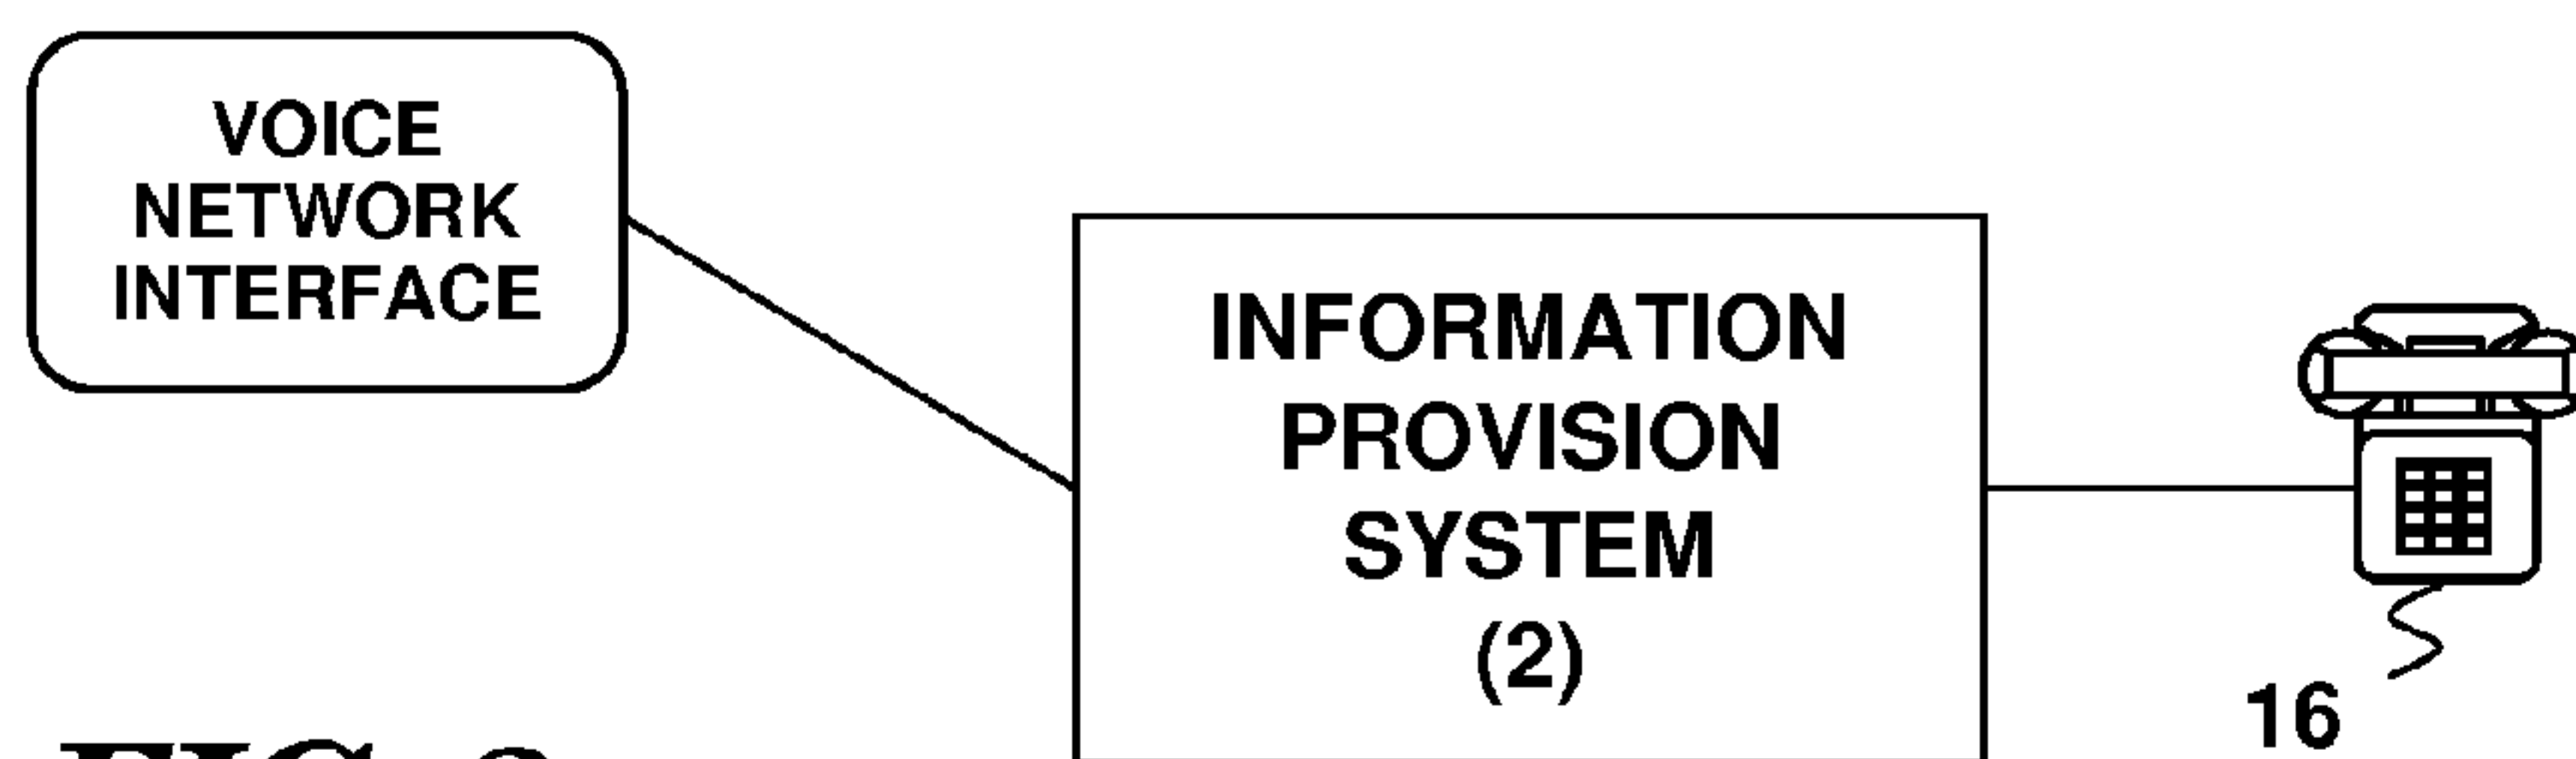 VOICE
NETWORK
INTERFACE
INFORMATION
PROVISION
SYSTEM
(2)
16